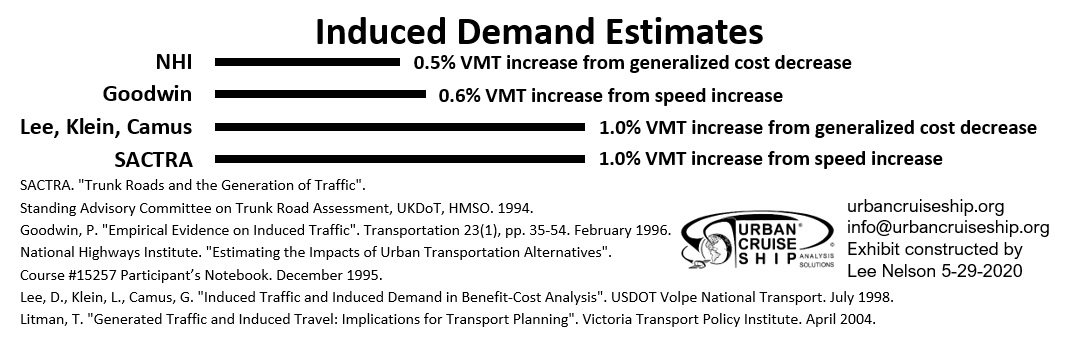 Induced Demand Estimates
NHI 0.5% VMT increase from generalized cost decrease
Goodwin 0.6% VMT increase from speed increase
Lee, Klein, Camus 1.0% VMT increase from generalized cost decrease
SACTRA 1.0% VMT increase from speed increase
SACTRA. "Trunk Roads and the Generation of Traffic".
Standing Advisory Committee on Trunk Road Assessment, UKDoT, HMSO. 1994.
Goodwin, P. "Empirical Evidence on Induced Traffic". Transportation 23(1), pp. 35-54. February 1996.
National Highways Institute. "Estimating the Impacts of Urban Transportation Alternatives".
Course #15257 Participant's Notebook. December 1995.
Lee, D., Klein, L., Camus, G. "Induced Traffic and Induced Demand in Benefit-Cost Analysis". USDOT Volpe National Transport. July 1998.
Litman, T. "Generated Traffic and Induced Travel: Implications for Transport Planning". Victoria Transport Policy Institute. April 2004.
URBAN®
CRUISE ©
SHIP ANALYSIS
SOLUTIONS
urbancruiseship.org
info@urbancruiseship.org
Exhibit constructed by
Lee Nelson 5-29-2020